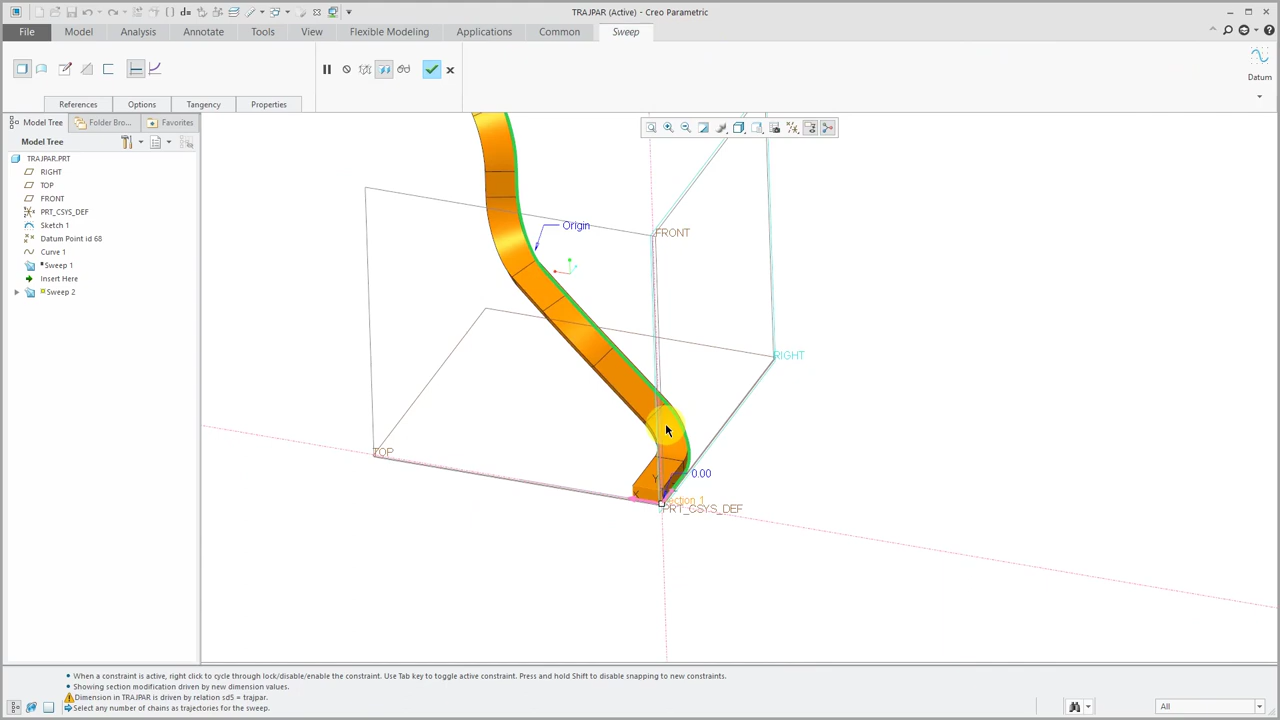 TRAJPAR (Active) - Creo Parametric
File Model Analysis Annotate Tools View Flexible Modeling Applications Common Sweep
Datum
References Options Tangency Properties
Model Tree Folder Bro... Favorites
Model Tree
TRAJPAR.PRT
RIGHT
TOP
FRONT
PRT_CSYS_DEF
Sketch 1
Datum Point id 68
Curve 1
Sweep 1
Insert Here
Sweep 2
Origin
FRONT
RIGHT
TOP
0.00
Y
X
ection 1
PRT_CSYS_DEF
When a constraint is active, right click to cycle through lock/disable/enable the constraint. Use Tab key to toggle active constraint. Press and hold Shift to disable snapping to new constraints.
Showing section modification driven by new dimension values.
Dimension in TRAJPAR is driven by relation sd5 = trajpar.
Select any number of chains as trajectories for the sweep.
All